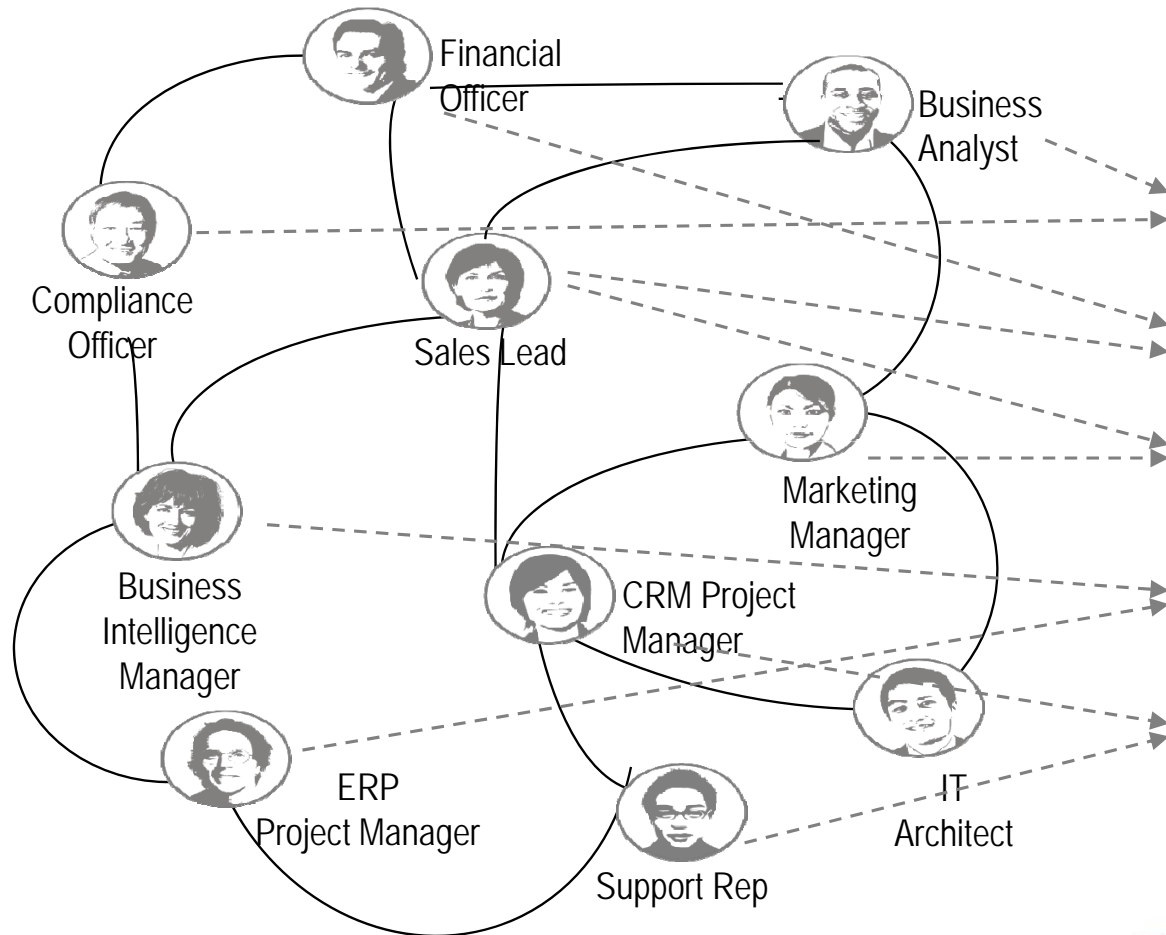 Financial
Officer
Business
Analyst
Compliance
Officer
Sales Lead
Marketing
Manager
Business
Intelligence
Manager
CRM Project
Manager
ERP
Project Manager
IT
Architect
Support Rep